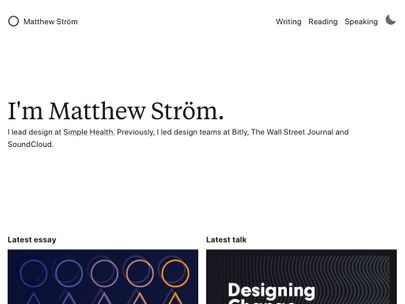 Matthew Ström
Writing Reading Speaking
I'm Matthew Ström.
I lead design at Simple Health. Previously, I led design teams at Bitly, The Wall Street Journal and
SoundCloud.
Latest essay
Latest talk
Designing
Change